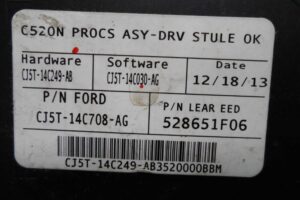 C520N PROCS ASY-DRV STULE OK
Hardware Software Date
CJ5T-14C249-AB CJ5T-14C030-AG 12/18/13
P/N FORD P/N LEAR EED
CJ5T-14C708-AG 528651F06
CJ5T-14C249-AB3520000BBM